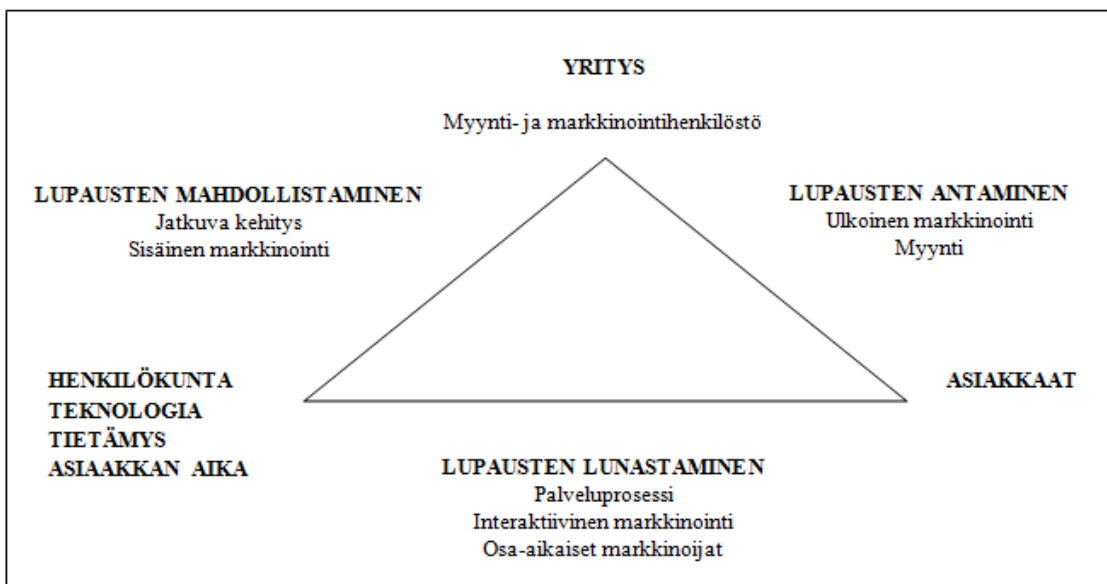 YRITYS
Myynti- ja markkinointihenkilöstö
LUPAUSTEN MAHDOLLISTAMINEN
Jatkuva kehitys
Sisäinen markkinointi
LUPAUSTEN ANTAMINEN
Ulkoinen markkinointi
Myynti
HENKILÖKUNTA
TEKNOLOGIA
TIETÄMYS
ASIAAKKAN AIKA
ASIAKKAAT
LUPAUSTEN LUNASTAMINEN
Palveluprosessi
Interaktiivinen markkinointi
Osa-aikaiset markkinoijat